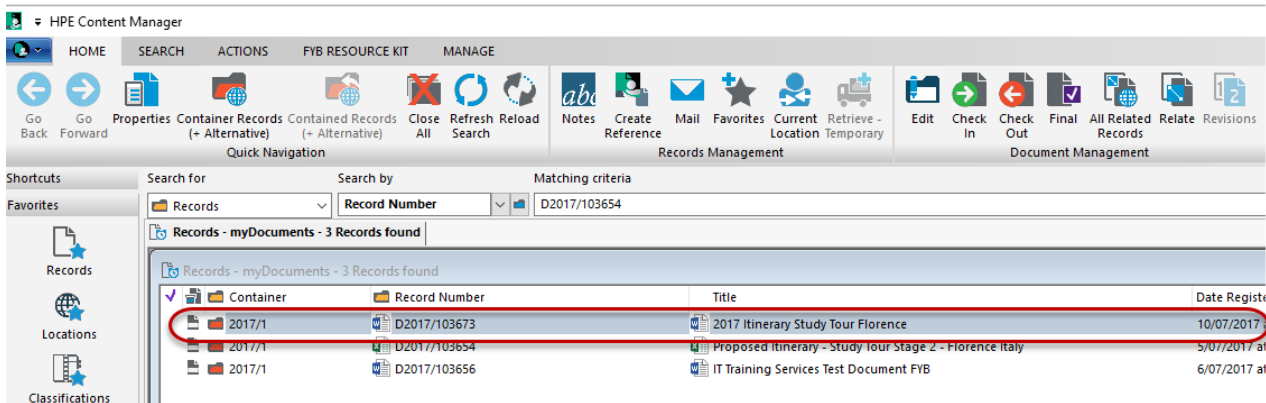 HPE Content Manager
HOME SEARCH ACTIONS FYB RESOURCE KIT MANAGE
Go Back
Go Forward
Properties
Container Records (+ Alternative)
Contained Records (+ Alternative)
Close All
Refresh Search
Reload
Quick Navigation
abc
Notes
Create Reference
Mail
Favorites
Current Location
Retrieve - Temporary
Records Management
Edit
Check In
Check Out
Final
All Related Records
Relate
12
Revisions
Document Management
Shortcuts
Search for Search by Matching criteria
Favorites
Records Record Number D2017/103654
Records - myDocuments - 3 Records found
Records
Locations
Classifications
Records - myDocuments - 3 Records found
Container Record Number Title Date Registe
2017/1 D2017/103673 2017 Itinerary Study Tour Florence 10/07/2017 a
2017/1 D2017/103654 Proposed Itinerary - Study Tour Stage 2 - Florence Italy 5/07/2017 at
2017/1 D2017/103656 IT Training Services Test Document FYB 6/07/2017 at